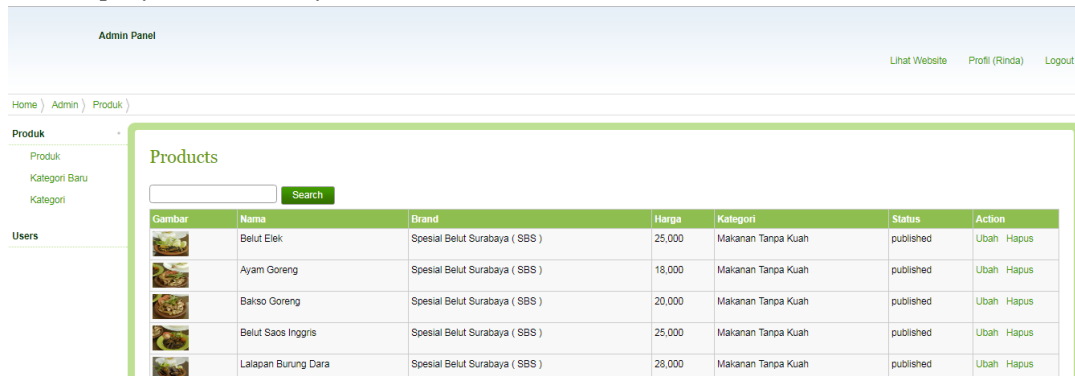 Admin Panel
Lihat Website Profil (Rinda) Logout
Home Admin Produk
Produk
Produk
Kategori Baru
Kategori
Users
Products
Search
Gambar Nama Brand Harga Kategori Status Action
Belut Elek Spesial Belut Surabaya ( SBS ) 25,000 Makanan Tanpa Kuah published Ubah Hapus
Ayam Goreng Spesial Belut Surabaya ( SBS ) 18,000 Makanan Tanpa Kuah published Ubah Hapus
Bakso Goreng Spesial Belut Surabaya ( SBS ) 20,000 Makanan Tanpa Kuah published Ubah Hapus
Belut Saos Inggris Spesial Belut Surabaya ( SBS ) 25,000 Makanan Tanpa Kuah published Ubah Hapus
Lalapan Burung Dara Spesial Belut Surabaya ( SBS ) 28,000 Makanan Tanpa Kuah published Ubah Hapus